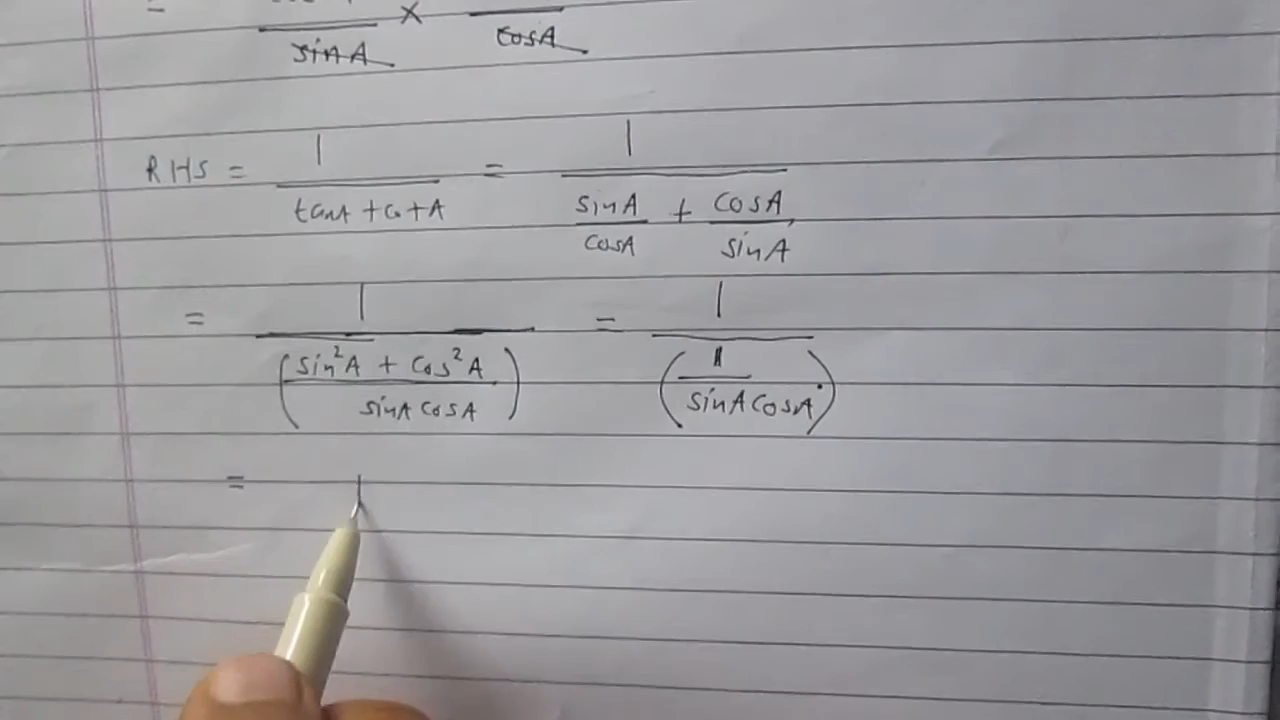 = × 
sinA cosA
RHS = 1 / (tanA + cotA) = 1 / (sinA/cosA + cosA/sinA)
= 1 / ((sin²A + cos²A) / (sinA cosA)) = 1 / (1 / (sinA cosA))
= 1